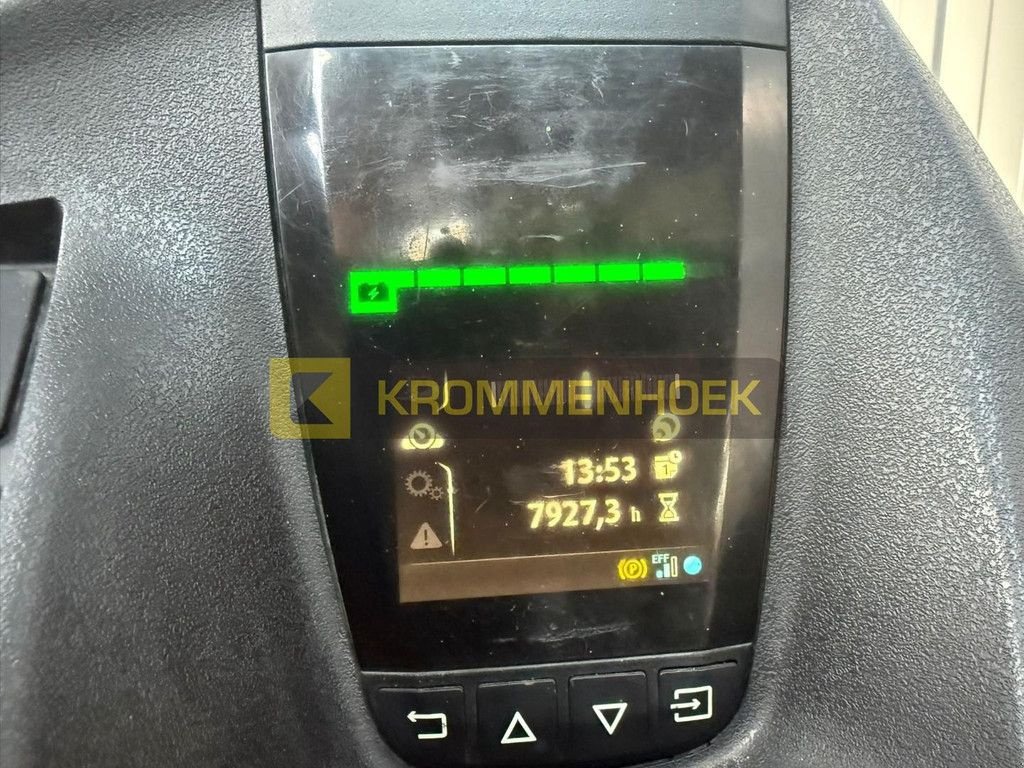 KROMMENHOEK
13:53
7927,3 h
EFF
P